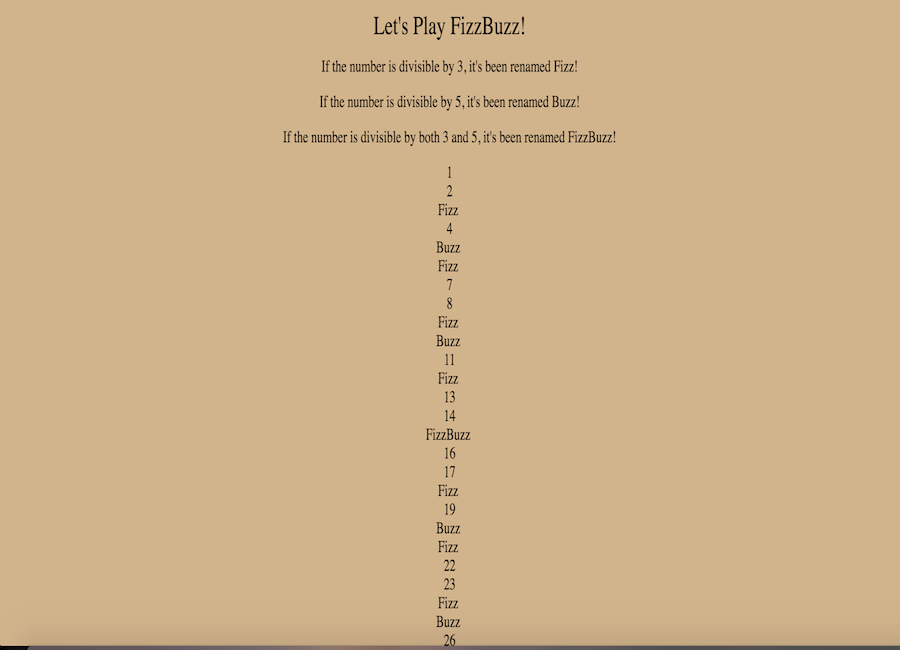 Let's Play FizzBuzz!
If the number is divisible by 3, it's been renamed Fizz!
If the number is divisible by 5, it's been renamed Buzz!
If the number is divisible by both 3 and 5, it's been renamed FizzBuzz!
1
2
Fizz
4
Buzz
Fizz
7
8
Fizz
Buzz
11
Fizz
13
14
FizzBuzz
16
17
Fizz
19
Buzz
Fizz
22
23
Fizz
Buzz
26